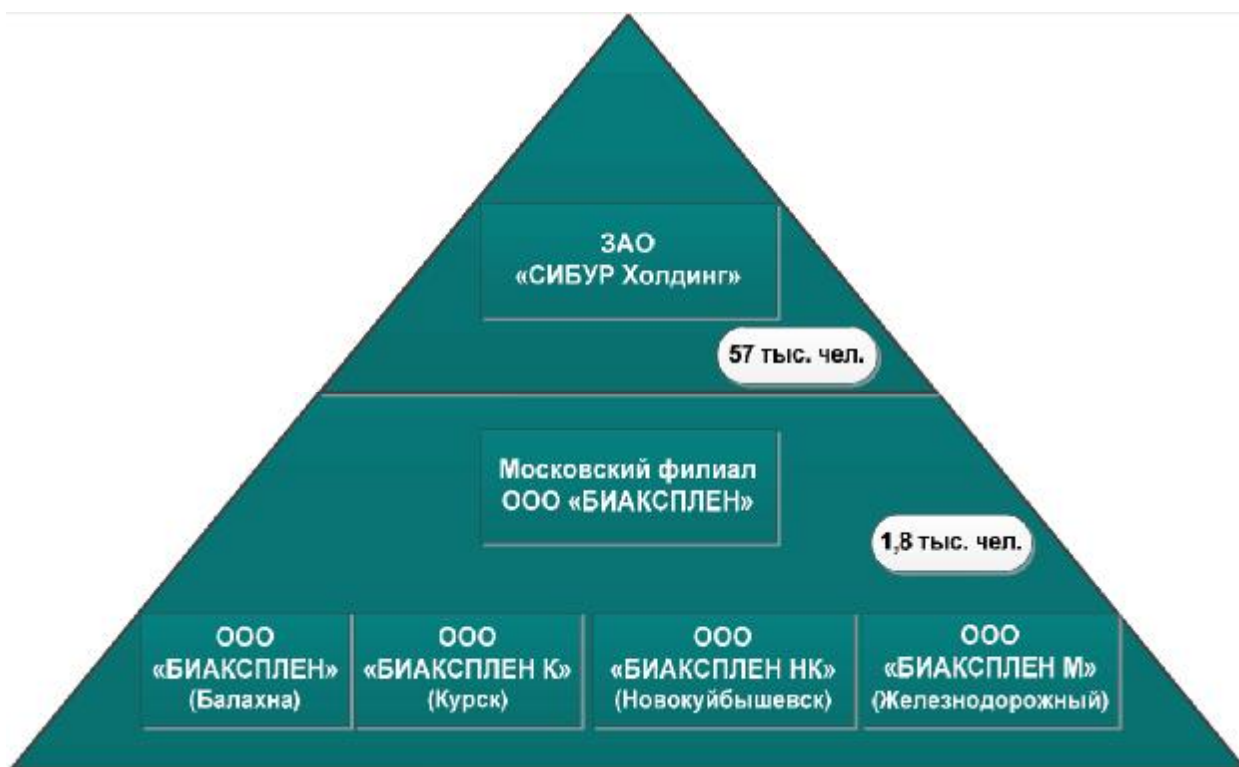 ЗАО
«СИБУР Холдинг»
57 тыс. чел.
Московский филиал
ООО «БИАКСПЛЕН»
1,8 тыс. чел.
ООО
«БИАКСПЛЕН»
(Балахна)
ООО
«БИАКСПЛЕН К»
(Курск)
ООО
«БИАКСПЛЕН НК»
(Новокуйбышевск)
ООО
«БИАКСПЛЕН М»
(Железнодорожный)